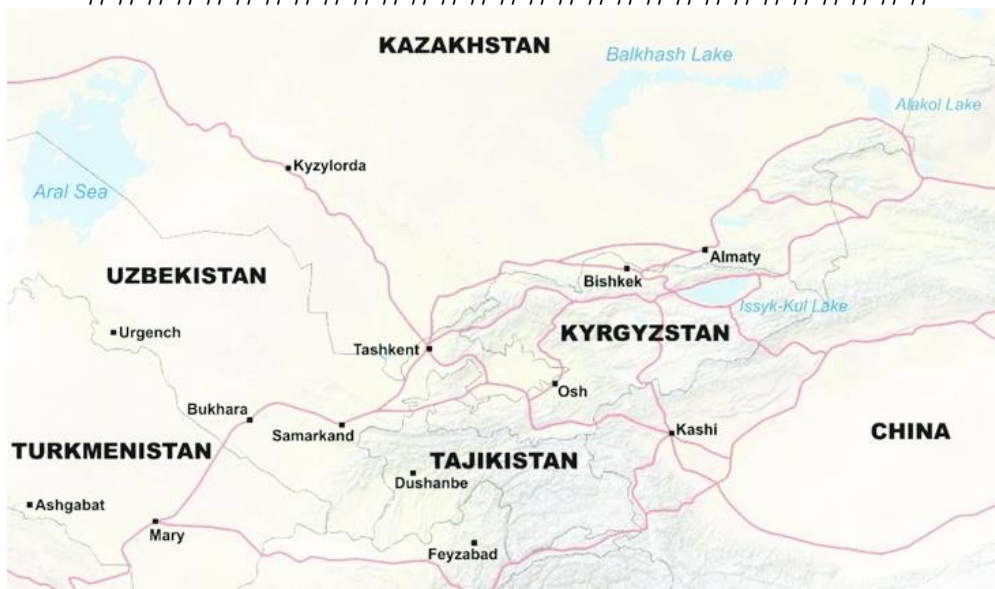 KAZAKHSTAN
Balkhash Lake
Alakol Lake
Kyzylorda
Aral Sea
Almaty
UZBEKISTAN
Bishkek
Issyk-Kul Lake
Urgench
KYRGYZSTAN
Tashkent
Osh
Bukhara
Samarkand
Kashi
CHINA
TURKMENISTAN
TAJIKISTAN
Dushanbe
Ashgabat
Mary
Feyzabad